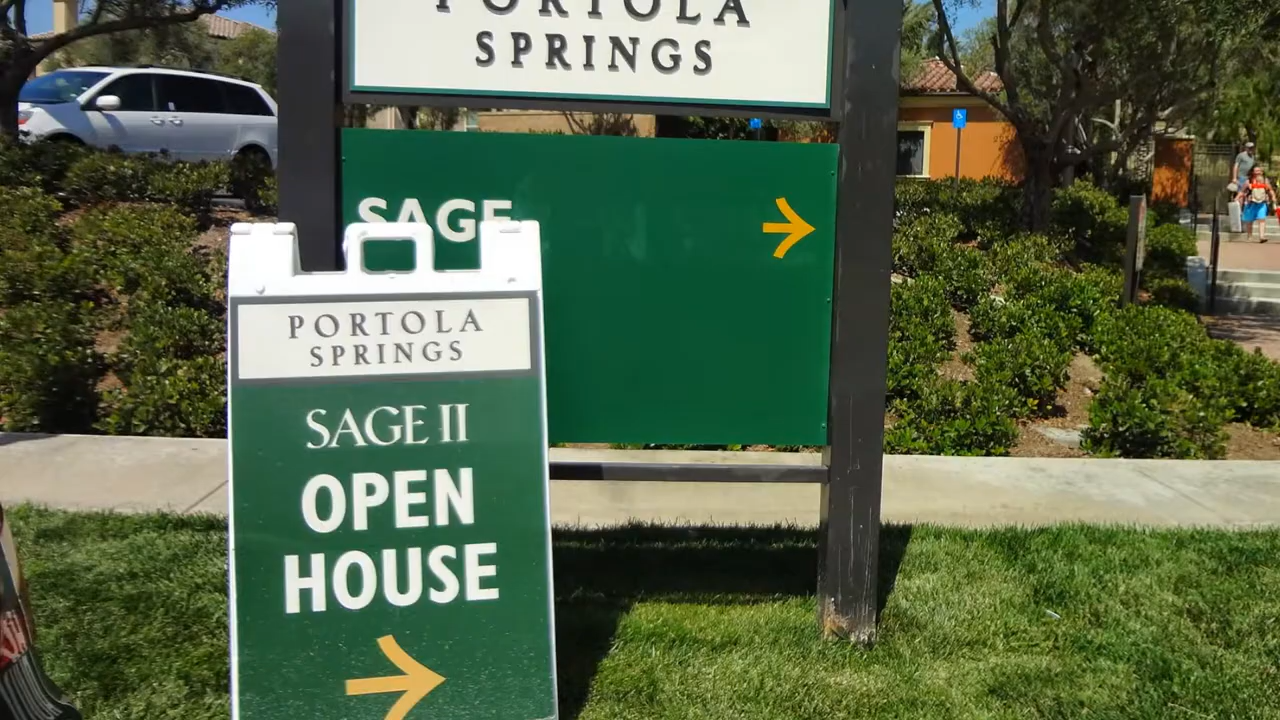 PORTOLA
SPRINGS
SAGE
PORTOLA
SPRINGS
SAGE II
OPEN
HOUSE